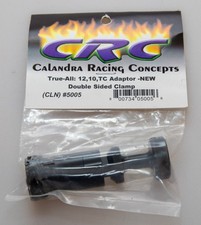 CRC
CALANDRA RACING CONCEPTS
True-All: 12,10,TC Adaptor -NEW
Double Sided Clamp
(CLN) #5005